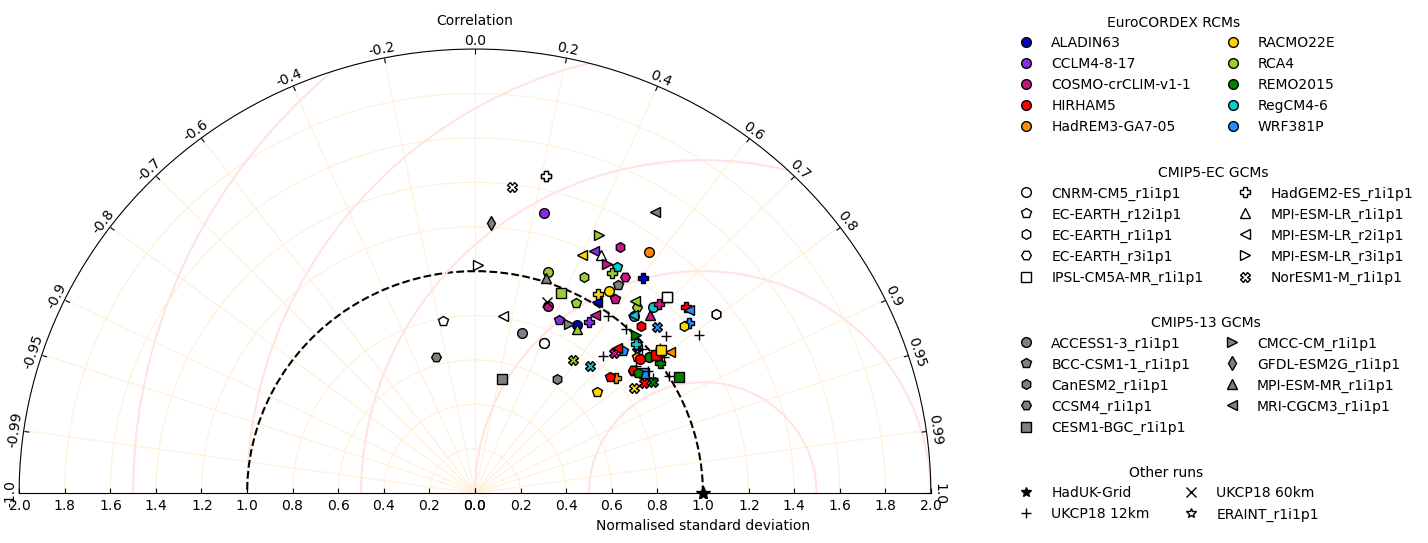 Correlation
0.0
-0.2
0.2
-0.4
0.4
-0.6
0.6
-0.7
0.7
-0.8
0.8
-0.9
0.9
-0.95
0.95
-0.99
0.99
-1.0
1.0
2.0 1.8 1.6 1.4 1.2 1.0 0.8 0.6 0.4 0.2 0.0 0.2 0.4 0.6 0.8 1.0 1.2 1.4 1.6 1.8 2.0
Normalised standard deviation
EuroCORDEX RCMs
ALADIN63
CCLM4-8-17
COSMO-crCLIM-v1-1
HIRHAM5
HadREM3-GA7-05
RACMO22E
RCA4
REMO2015
RegCM4-6
WRF381P
CMIP5-EC GCMs
CNRM-CM5_r1i1p1
EC-EARTH_r12i1p1
EC-EARTH_r1i1p1
EC-EARTH_r3i1p1
IPSL-CM5A-MR_r1i1p1
HadGEM2-ES_r1i1p1
MPI-ESM-LR_r1i1p1
MPI-ESM-LR_r2i1p1
MPI-ESM-LR_r3i1p1
NorESM1-M_r1i1p1
CMIP5-13 GCMs
ACCESS1-3_r1i1p1
BCC-CSM1-1_r1i1p1
CanESM2_r1i1p1
CCSM4_r1i1p1
CESM1-BGC_r1i1p1
CMCC-CM_r1i1p1
GFDL-ESM2G_r1i1p1
MPI-ESM-MR_r1i1p1
MRI-CGCM3_r1i1p1
Other runs
HadUK-Grid
UKCP18 12km
UKCP18 60km
ERAINT_r1i1p1